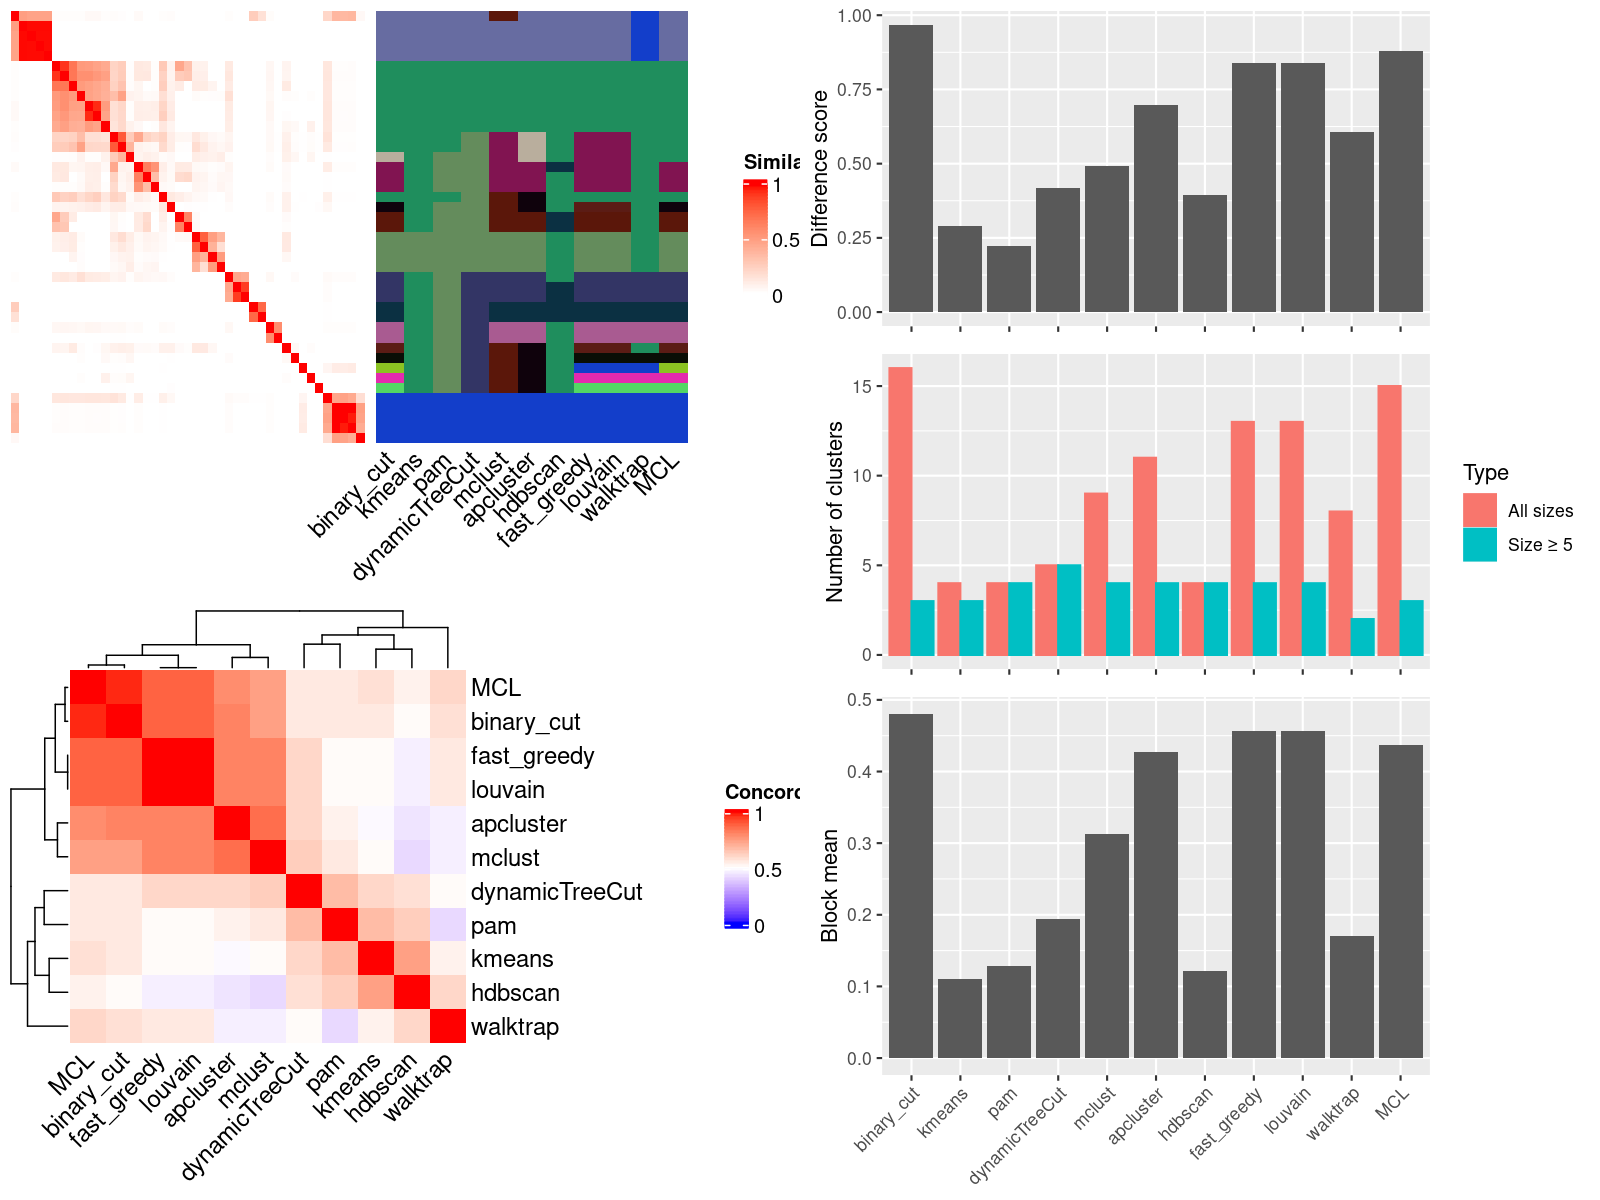 Simila
1
0.5
0
binary_cut
kmeans
pam
dynamicTreeCut
mclust
apcluster
hdbscan
fast_greedy
louvain
walktrap
MCL
MCL
binary_cut
fast_greedy
louvain
apcluster
mclust
dynamicTreeCut
pam
kmeans
hdbscan
walktrap
MCL
binary_cut
fast_greedy
louvain
apcluster
mclust
dynamicTreeCut
pam
kmeans
hdbscan
walktrap
Concord
1
0.5
0
Difference score
1.00
0.75
0.50
0.25
0.00
Number of clusters
15
10
5
0
Type
All sizes
Size ≥ 5
Block mean
0.5
0.4
0.3
0.2
0.1
0.0
binary_cut
kmeans
pam
dynamicTreeCut
mclust
apcluster
hdbscan
fast_greedy
louvain
walktrap
MCL